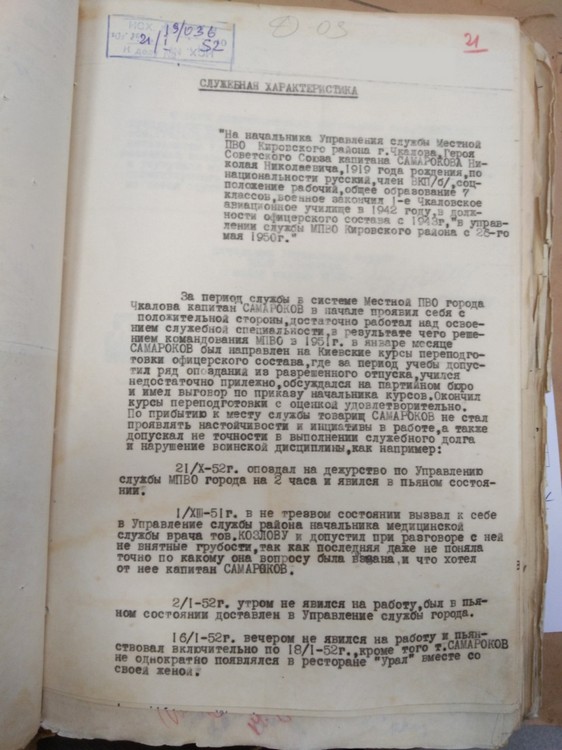 03
21
19/036
21/
52
СЛУЖЕБНАЯ ХАРАКТЕРИСТИКА
"На начальника Управления службы Местной
ПВО Кировского района г.Чкалова, Героя
Советского Союза капитана САМАРОКОВА Ни-
колая Николаевича,1919 года рождения,по
национальности русский,член ВКП/б/,соц-
положение рабочий,общее образование 7
классов,военное закончил 1-е Чкаловское
авиационное училище в 1942 году,в долж-
ности офицерского состава с 1943г,"в управ-
лении службы МПВО Кировского района с 25-го
мая 1950г."
За период службы в системе Местной ПВО города
Чкалова капитан САМАРОКОВ в начале проявил себя с
положительной стороны,достаточно работал над освое-
нием служебной специальности,в результате чего реше-
нием командования МПВО з 1951г. в январе месяце
САМАРОКОВ был направлен на Киевские курсы переподго-
товки офицерского состава,где за период учебы допус-
тил ряд опозданий из разрешенного отпуска,учился
недостаточно прилежно,обсуждался на партийном бюро
и имел выговор по приказу начальника курсов.Окончил
курсы переподготовки с оценкой удовлетворительно.
По прибытию к месту службы товарищ САМАРОКОВ не стал
проявлять настойчивости и инциативы в работе,а также
допускал не точности в выполнении служебного долга
и нарушение воинской дисциплины,как например:
21/X-52г. опоздал на дежурство по Управлению
службы МПВО города на 2 часа и явился в пьяном состоя-
нии.
1/XIII-51г. в не трезвом состоянии вызвал к себе
в Управление службы района начальника медицинской
службы врача тов.КОЗЛОВУ и допустил при разговоре с ней
не внятные грубости,так как последняя даже не поняла
точно по какому она вопросу была вызвана,и что хотел
от нее капитан САМАРОКОВ.
2/I-52г. утром не явился на работу,был в пья-
ном состоянии доставлен в Управление службы города.
16/I-52г. вечером не явился на работу и пьян-
ствовал включительно по 18/I-52г.,кроме того т.САМАРОКОВ
не однократно появлялся в ресторане "Урал" вместе со
своей женой.